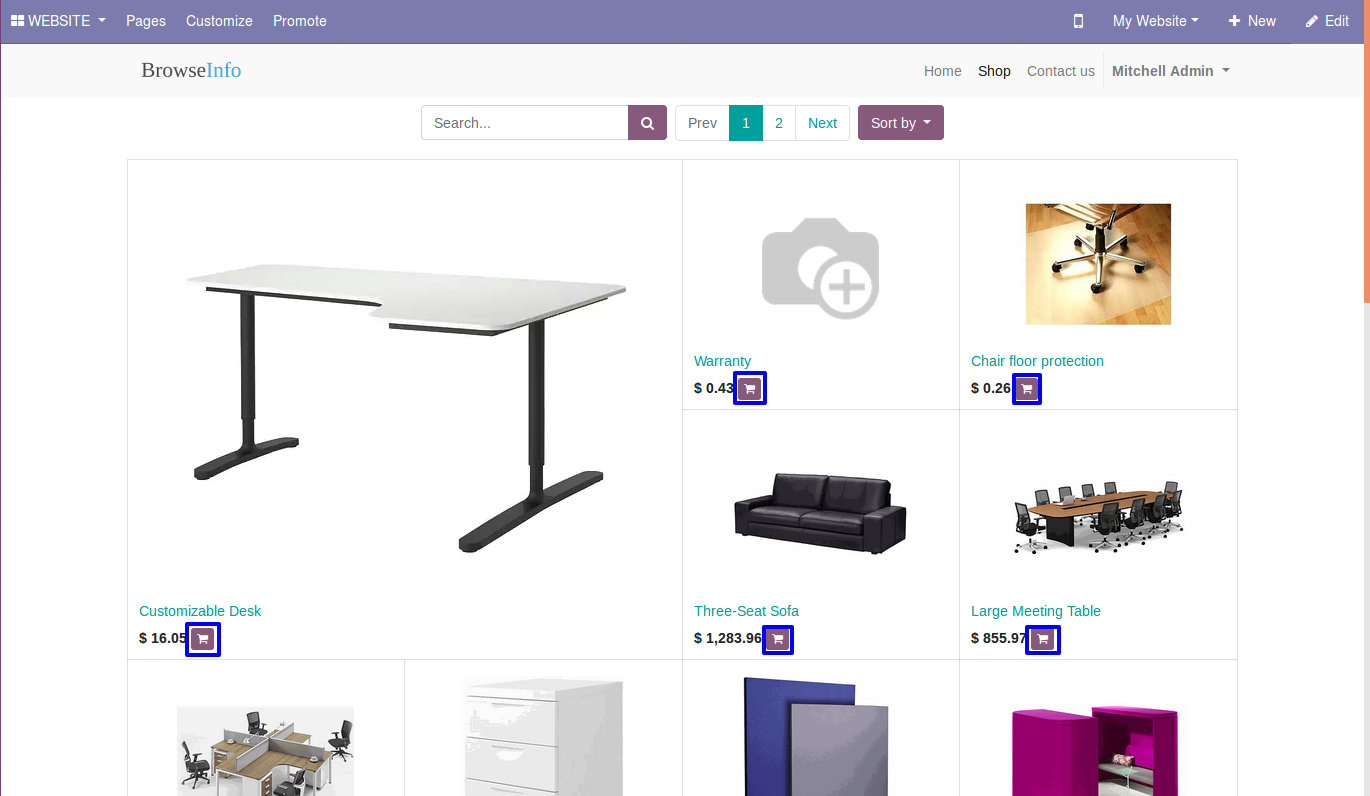 WEBSITE Pages Customize Promote My Website New Edit
BrowseInfo Home Shop Contact us Mitchell Admin
Search... Prev 1 2 Next Sort by
Warranty
$ 0.43
Chair floor protection
$ 0.26
Customizable Desk
$ 16.05
Three-Seat Sofa
$ 1,283.96
Large Meeting Table
$ 855.97